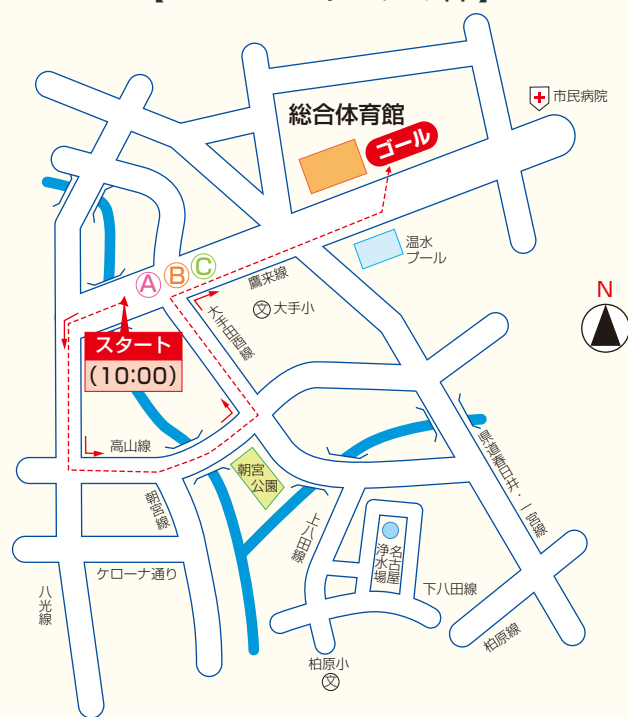 市民病院
総合体育館
ゴール
温水
プール
N
A
B
C
鷹来線
大手小
文
大手田酉線
スタート
(10:00)
高山線
朝宮
公園
県道春日井・一宮線
朝宮線
上八田線
名古屋
浄水場
ケローナ通り
下八田線
八光線
柏原線
柏原小
文